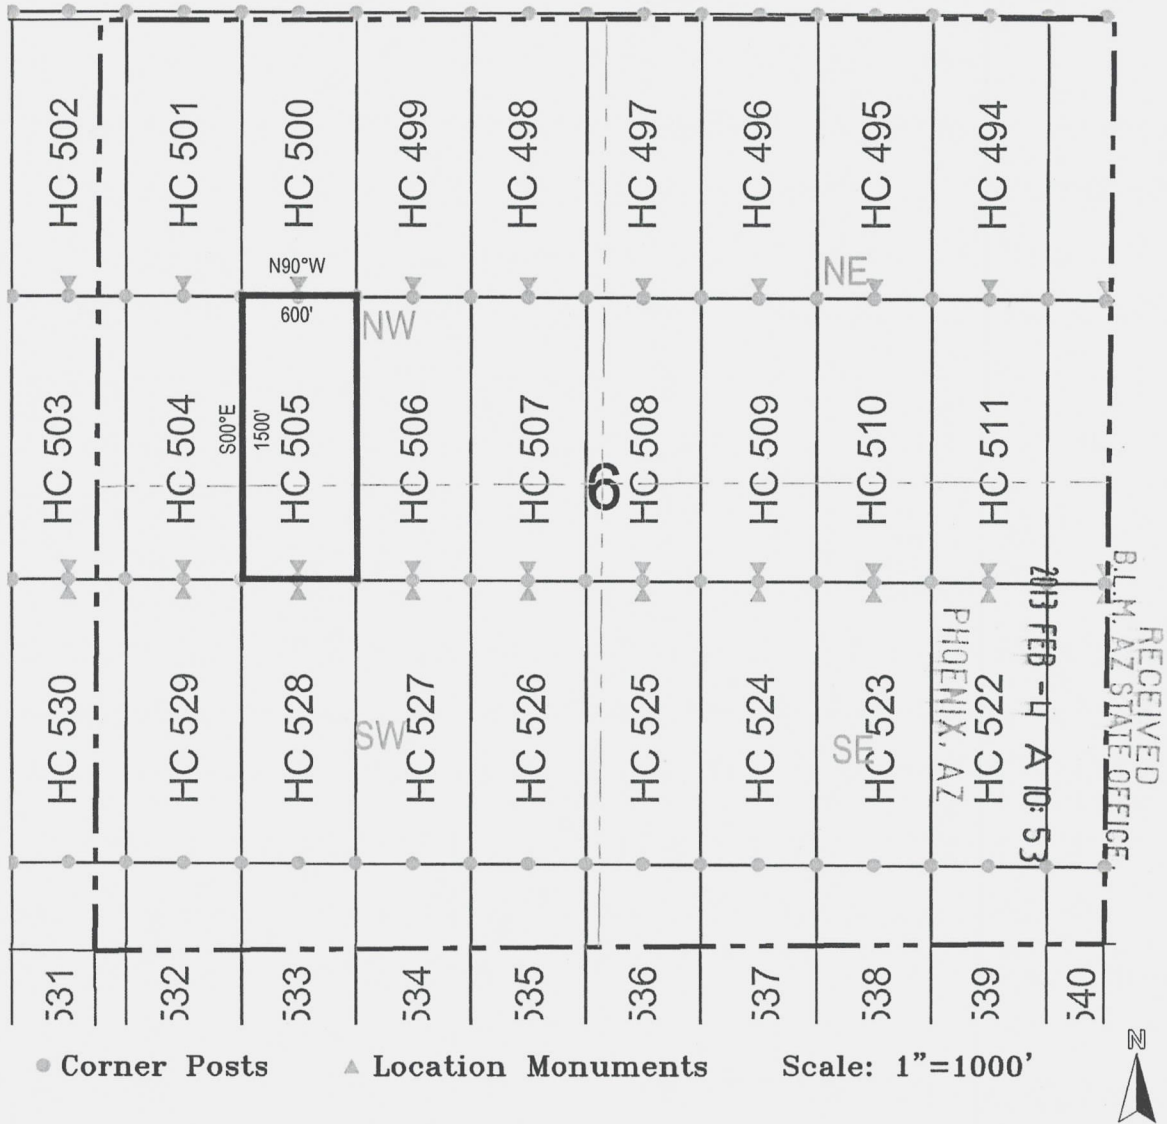 HC 502
HC 501
HC 500
HC 499
HC 498
HC 497
HC 496
HC 495
HC 494
N90°W
600'
NE
NW
S00°E
1500'
HC 503
HC 504
HC 505
HC 506
HC 507
HC 508
HC 509
HC 510
HC 511
6
HC 530
HC 529
HC 528
HC 527
HC 526
HC 525
HC 524
HC 523
HC 522
SW
SE
RECEIVED
B.L.M. AZ STATE OFFICE
2013 FEB -4 A 10:53
PHOENIX, AZ
531
532
533
534
535
536
537
538
539
540
Corner Posts
Location Monuments
Scale: 1”=1000’
N